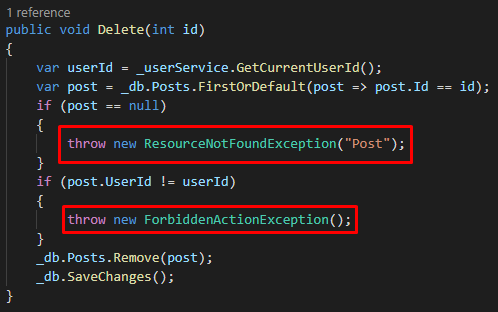 1 reference
public void Delete(int id)
{
var userId = _userService.GetCurrentUserId();
var post = _db.Posts.FirstOrDefault(post => post.Id == id);
if (post == null)
{
throw new ResourceNotFoundException("Post");
}
if (post.UserId != userId)
{
throw new ForbiddenActionException();
}
_db.Posts.Remove(post);
_db.SaveChanges();
}